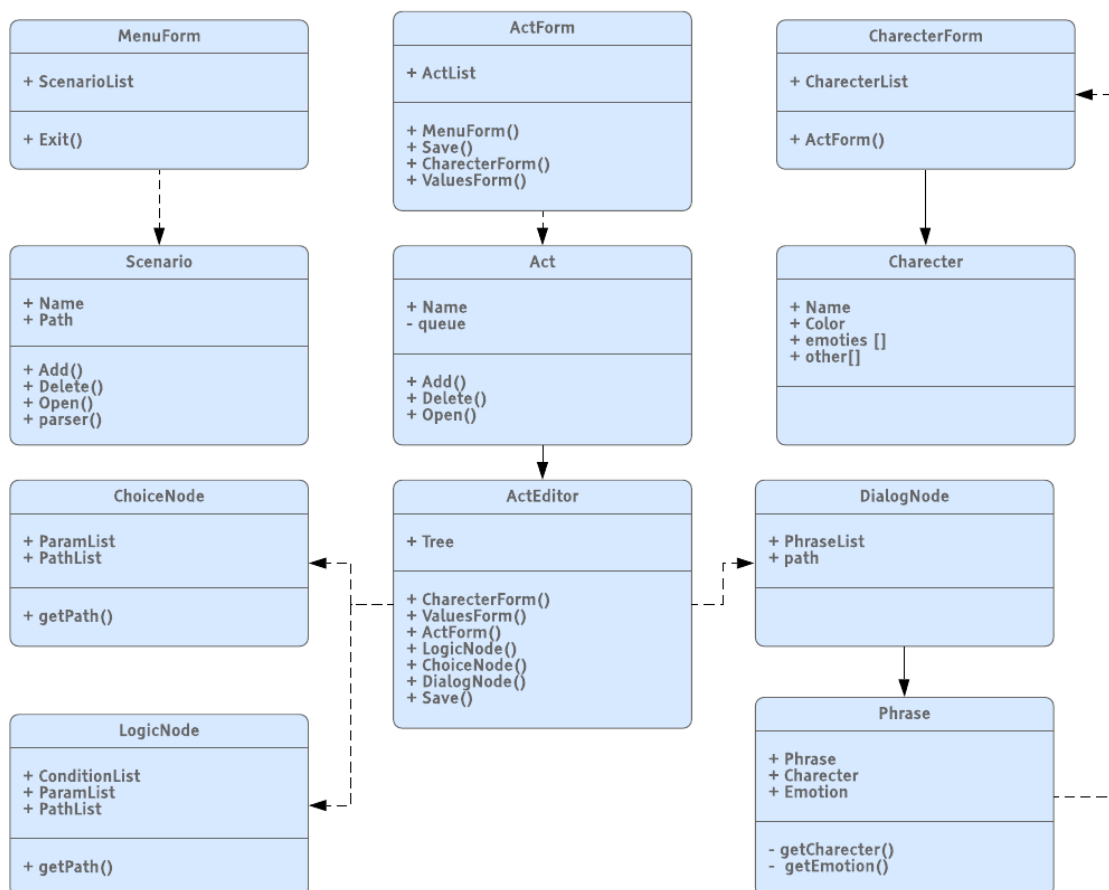 MenuForm
+ ScenarioList
+ Exit()
ActForm
+ ActList
+ MenuForm()
+ Save()
+ CharecterForm()
+ ValuesForm()
CharecterForm
+ CharecterList
+ ActForm()
Scenario
+ Name
+ Path
+ Add()
+ Delete()
+ Open()
+ parser()
Act
+ Name
- queue
+ Add()
+ Delete()
+ Open()
Charecter
+ Name
+ Color
+ emoties []
+ other[]
ChoiceNode
+ ParamList
+ PathList
+ getPath()
ActEditor
+ Tree
+ CharecterForm()
+ ValuesForm()
+ ActForm()
+ LogicNode()
+ ChoiceNode()
+ DialogNode()
+ Save()
DialogNode
+ PhraseList
+ path
LogicNode
+ ConditionList
+ ParamList
+ PathList
+ getPath()
Phrase
+ Phrase
+ Charecter
+ Emotion
- getCharecter()
- getEmotion()